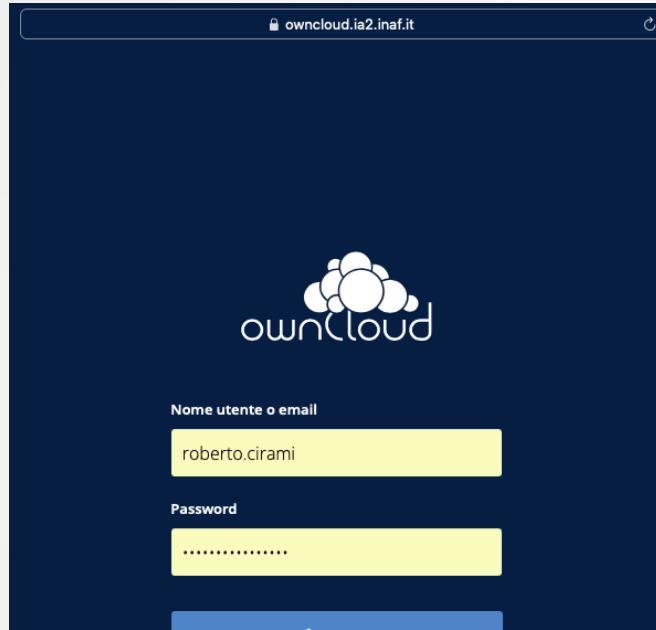 owncloud.ia2.inaf.it
ownCloud
Nome utente o email
roberto.cirami
Password
••••••••••••••••